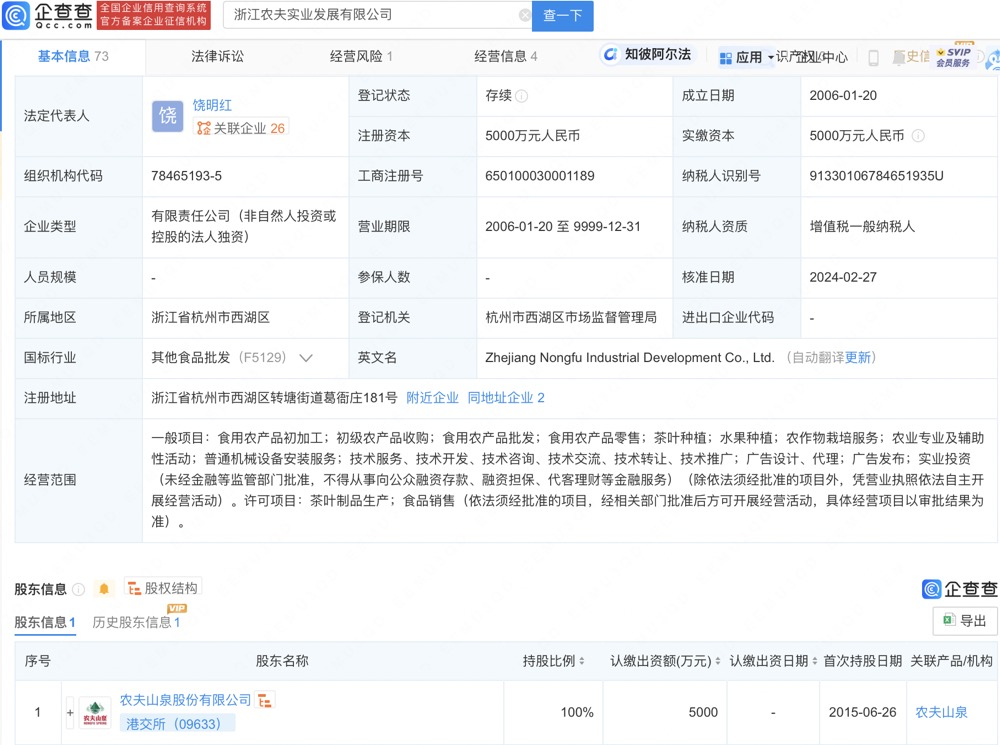 企查查
Qcc.com
全国企业信用查询系统
官方备案企业征信机构
浙江农夫实业发展有限公司
查一下
基本信息 73
法律诉讼
经营风险 1
经营信息 4
知彼阿尔法
应用
SVIP
会员服务
法定代表人
饶
饶明红
关联企业 26
登记状态
存续
成立日期
2006-01-20
注册资本
5000万元人民币
实缴资本
5000万元人民币
组织机构代码
78465193-5
工商注册号
650100030001189
纳税人识别号
91330106784651935U
企业类型
有限责任公司（非自然人投资或
控股的法人独资）
营业期限
2006-01-20 至 9999-12-31
纳税人资质
增值税一般纳税人
人员规模
-
参保人数
-
核准日期
2024-02-27
所属地区
浙江省杭州市西湖区
登记机关
杭州市西湖区市场监督管理局
进出口企业代码
-
国标行业
其他食品批发（F5129）
英文名
Zhejiang Nongfu Industrial Development Co., Ltd. （自动翻译更新）
注册地址
浙江省杭州市西湖区转塘街道葛衙庄181号 附近企业 同地址企业 2
经营范围
一般项目：食用农产品初加工；初级农产品收购；食用农产品批发；食用农产品零售；茶叶种植；水果种植；农作物栽培服务；农业专业及辅助
性活动；普通机械设备安装服务；技术服务、技术开发、技术咨询、技术交流、技术转让、技术推广；广告设计、代理；广告发布；实业投资
（未经金融等监管部门批准，不得从事向公众融资存款、融资担保、代客理财等金融服务）（除依法须经批准的项目外，凭营业执照依法自主开
展经营活动）。许可项目：茶叶制品生产；食品销售（依法须经批准的项目，经相关部门批准后方可开展经营活动，具体经营项目以审批结果为
准）。
股东信息
股权结构
企查查
股东信息 1
历史股东信息 1
VIP
导出
序号
股东名称
持股比例
认缴出资额(万元)
认缴出资日期
首次持股日期
关联产品/机构
1
+
农夫山泉
农夫山泉股份有限公司
港交所（09633）
100%
5000
-
2015-06-26
农夫山泉